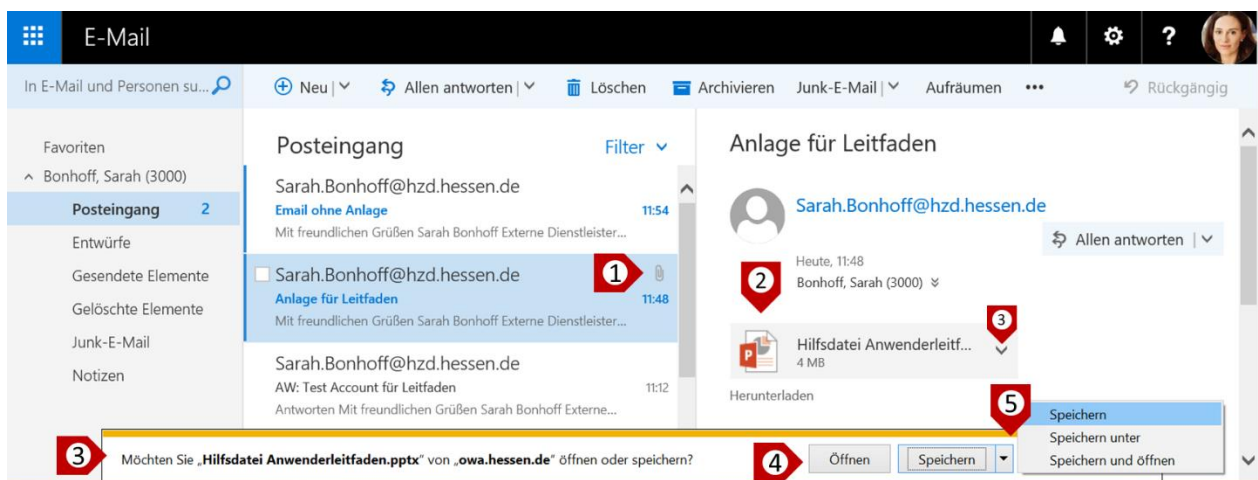 E-Mail
?
In E-Mail und Personen su...
Neu
Allen antworten
Löschen
Archivieren
Junk-E-Mail
Aufräumen
Rückgängig
Favoriten
Bonhoff, Sarah (3000)
Posteingang 2
Entwürfe
Gesendete Elemente
Gelöschte Elemente
Junk-E-Mail
Notizen
Posteingang
Filter
Sarah.Bonhoff@hzd.hessen.de
Email ohne Anlage 11:54
Mit freundlichen Grüßen Sarah Bonhoff Externe Dienstleister...
Sarah.Bonhoff@hzd.hessen.de 1
Anlage für Leitfaden 11:48
Mit freundlichen Grüßen Sarah Bonhoff Externe Dienstleister...
Sarah.Bonhoff@hzd.hessen.de
AW: Test Account für Leitfaden 11:12
Antworten Mit freundlichen Grüßen Sarah Bonhoff Externe...
Anlage für Leitfaden
Sarah.Bonhoff@hzd.hessen.de
Allen antworten
Heute, 11:48
2
Bonhoff, Sarah (3000)
3
P
Hilfsdatei Anwenderleitf...
4 MB
Herunterladen
5
Speichern
Speichern unter
Speichern und öffnen
3
Möchten Sie „Hilfsdatei Anwenderleitfaden.pptx“ von „owa.hessen.de“ öffnen oder speichern?
4
Öffnen
Speichern